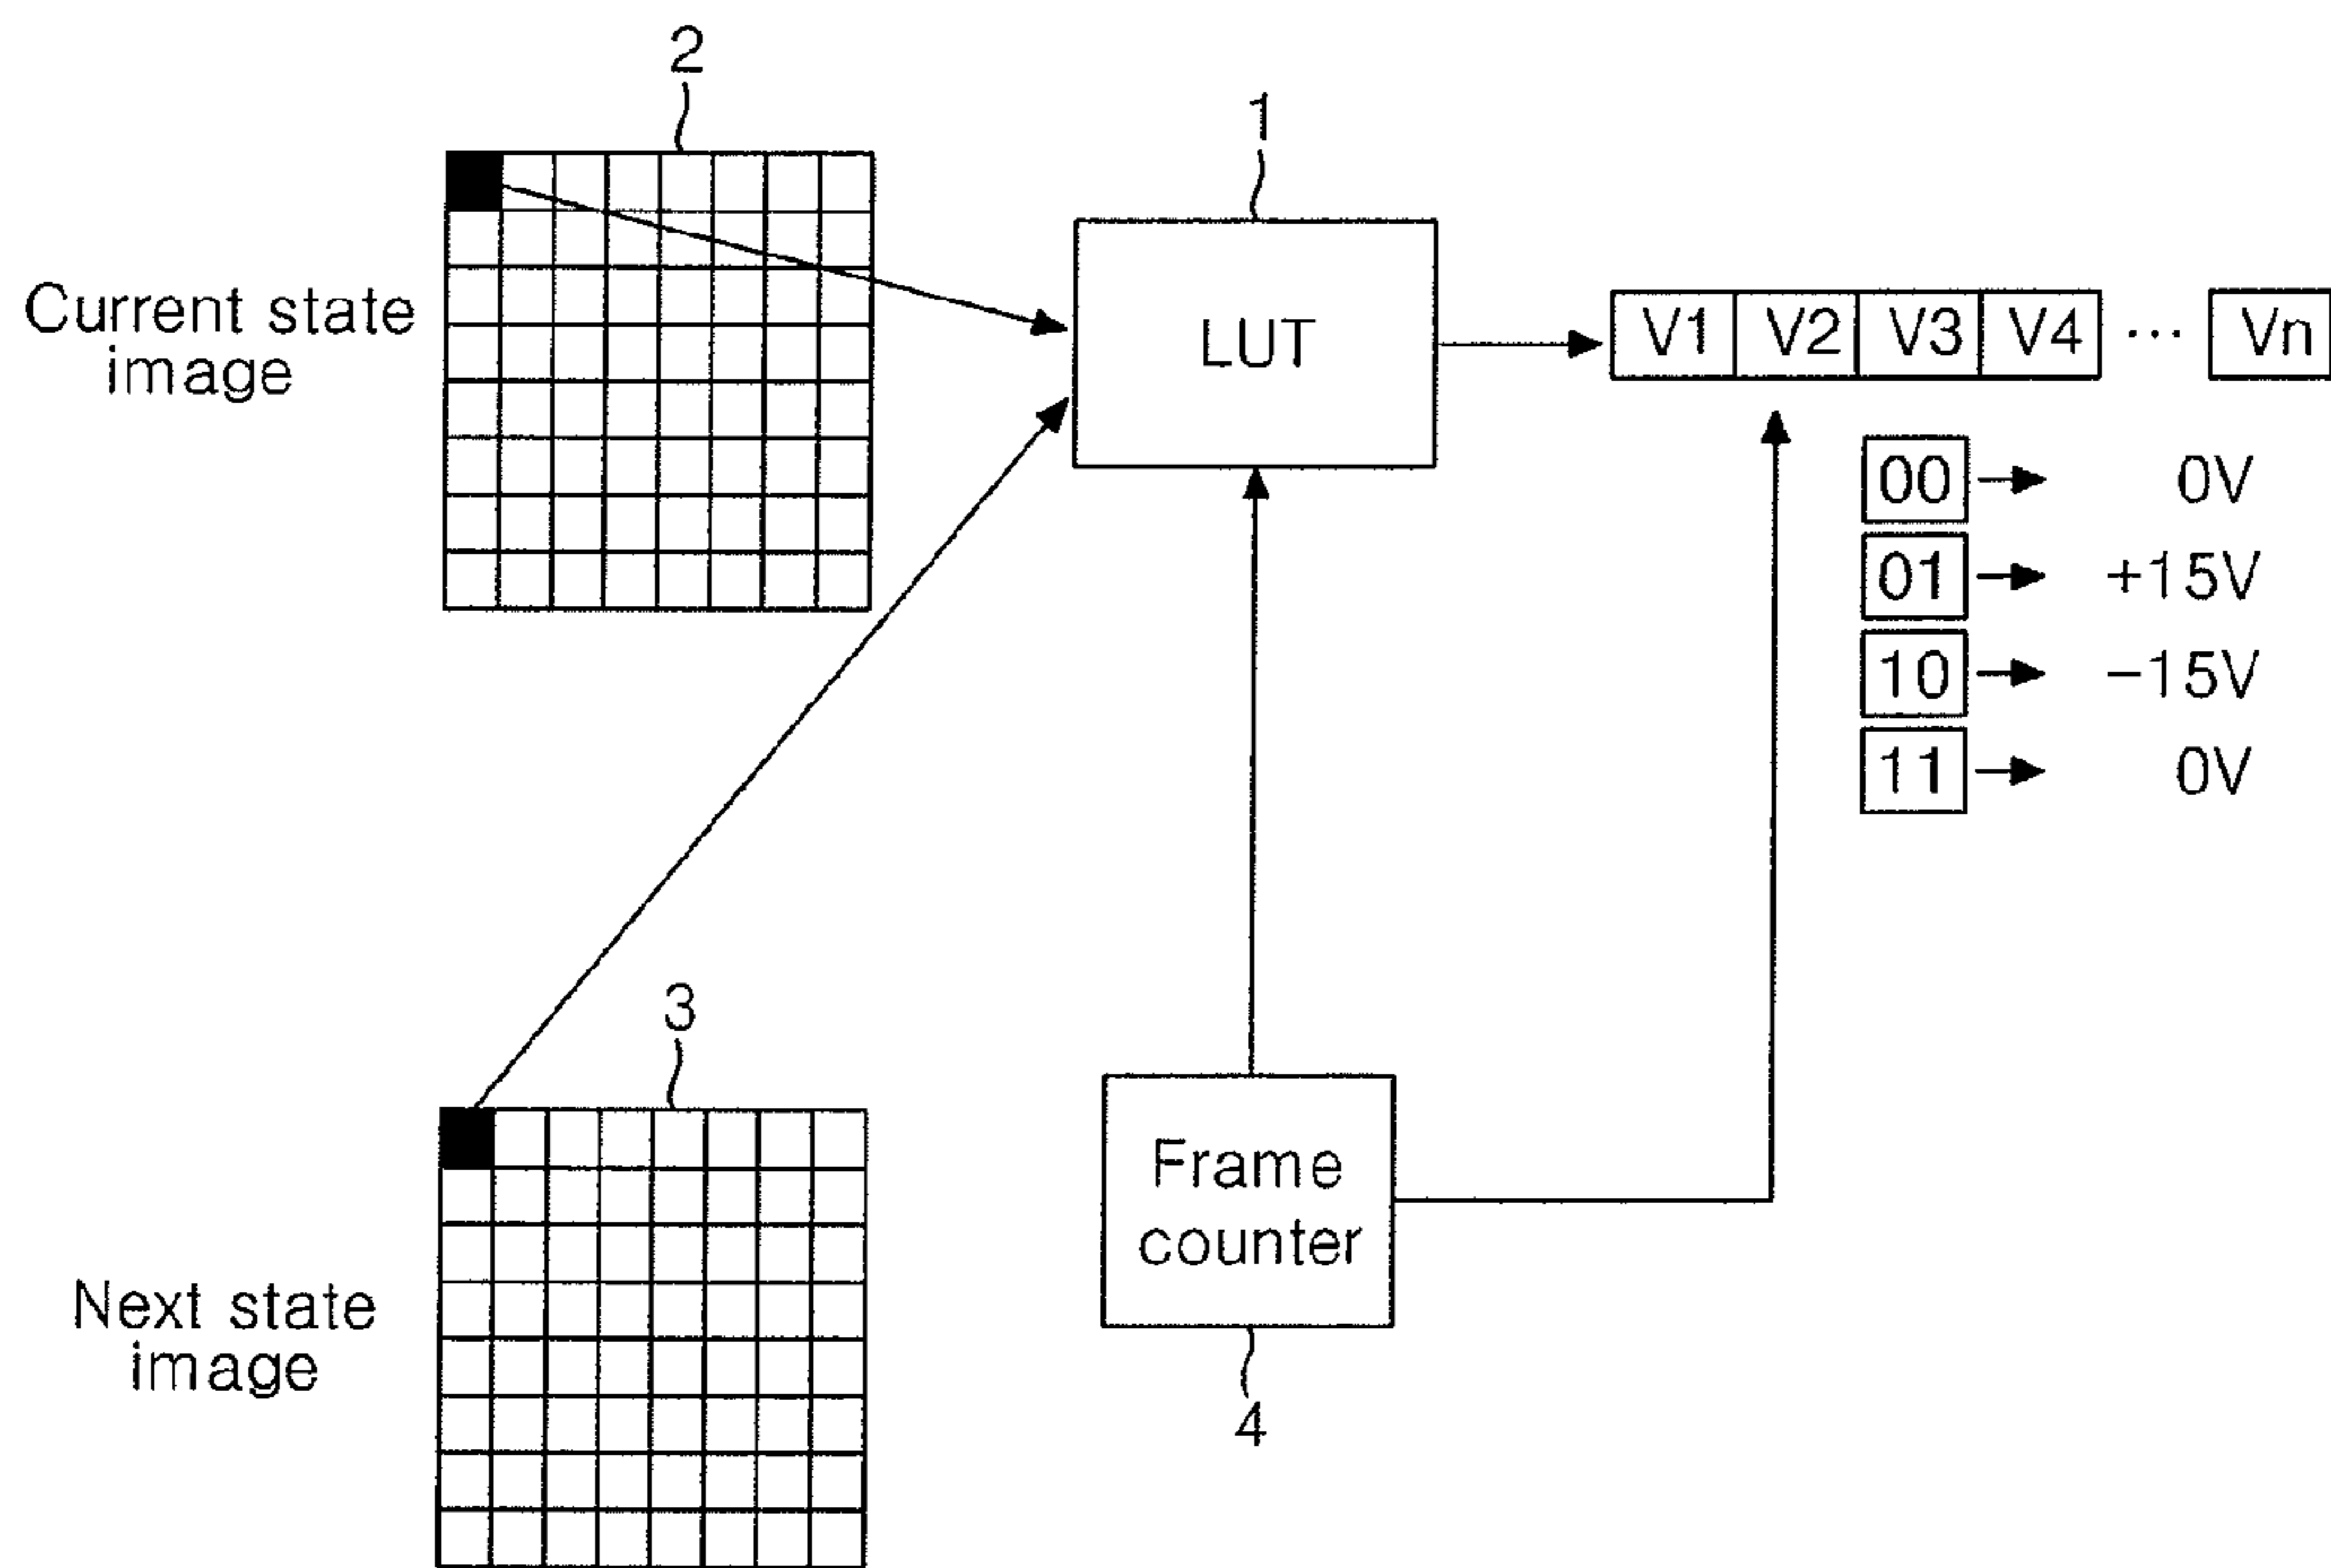 2
1
Current state
image
LUT
V1 V2 V3 V4 ... Vn
00 0V
01 +15V
10 −15V
11 0V
3
Frame
counter
Next state
image
4